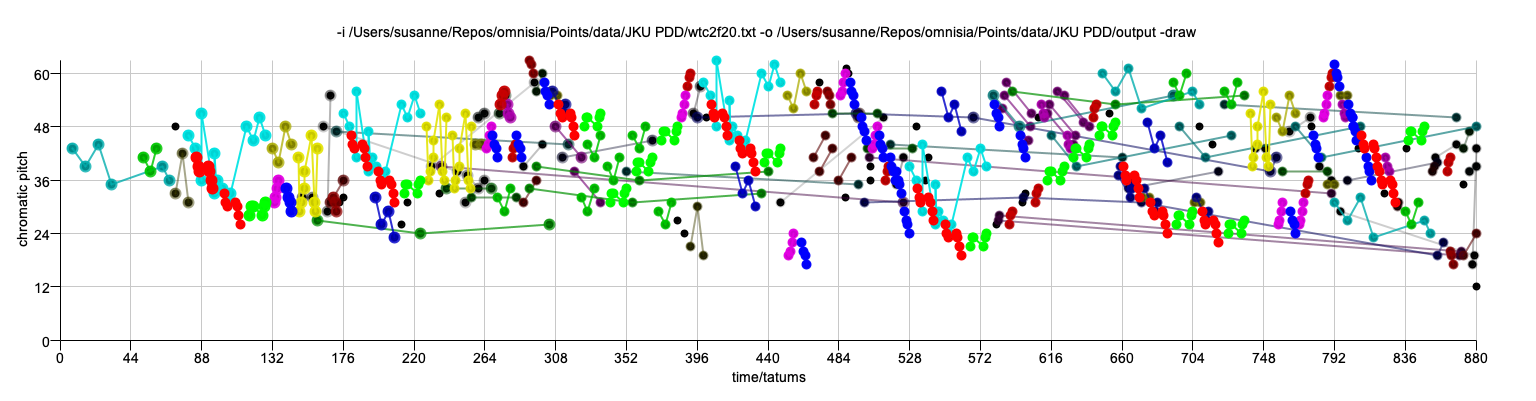 -i /Users/susanne/Repos/omnisia/Points/data/JKU PDD/wtc2f20.txt -o /Users/susanne/Repos/omnisia/Points/data/JKU PDD/output -draw
60
48
36
24
12
0
chromatic pitch
0 44 88 132 176 220 264 308 352 396 440 484 528 572 616 660 704 748 792 836 880
time/tatums